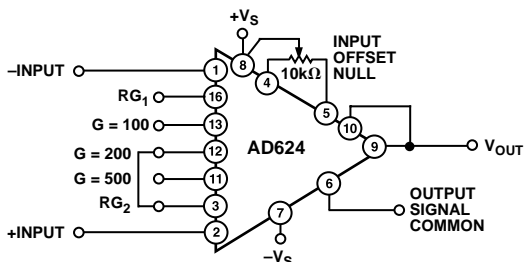 +VS
INPUT
OFFSET
NULL
10kΩ
–INPUT
1
8
4
5
RG1
16
G = 100
13
10
G = 200
12
AD624
9
VOUT
G = 500
11
6
RG2
3
7
OUTPUT
SIGNAL
COMMON
+INPUT
2
–VS